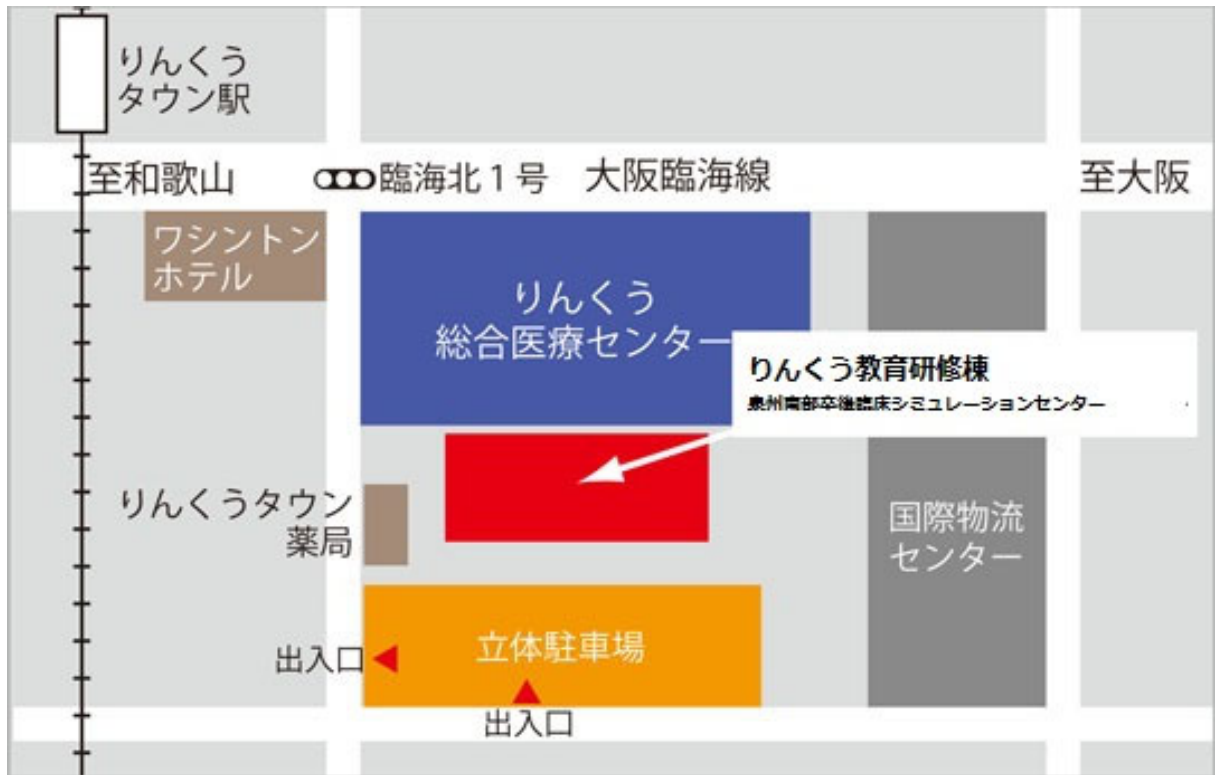 りんくう
タウン駅
至和歌山
臨海北1号
大阪臨海線
至大阪
ワシントン
ホテル
りんくう
総合医療センター
りんくう教育研修棟
泉州南部卒後臨床シミュレーションセンター
りんくうタウン
薬局
国際物流
センター
立体駐車場
出入口
出入口